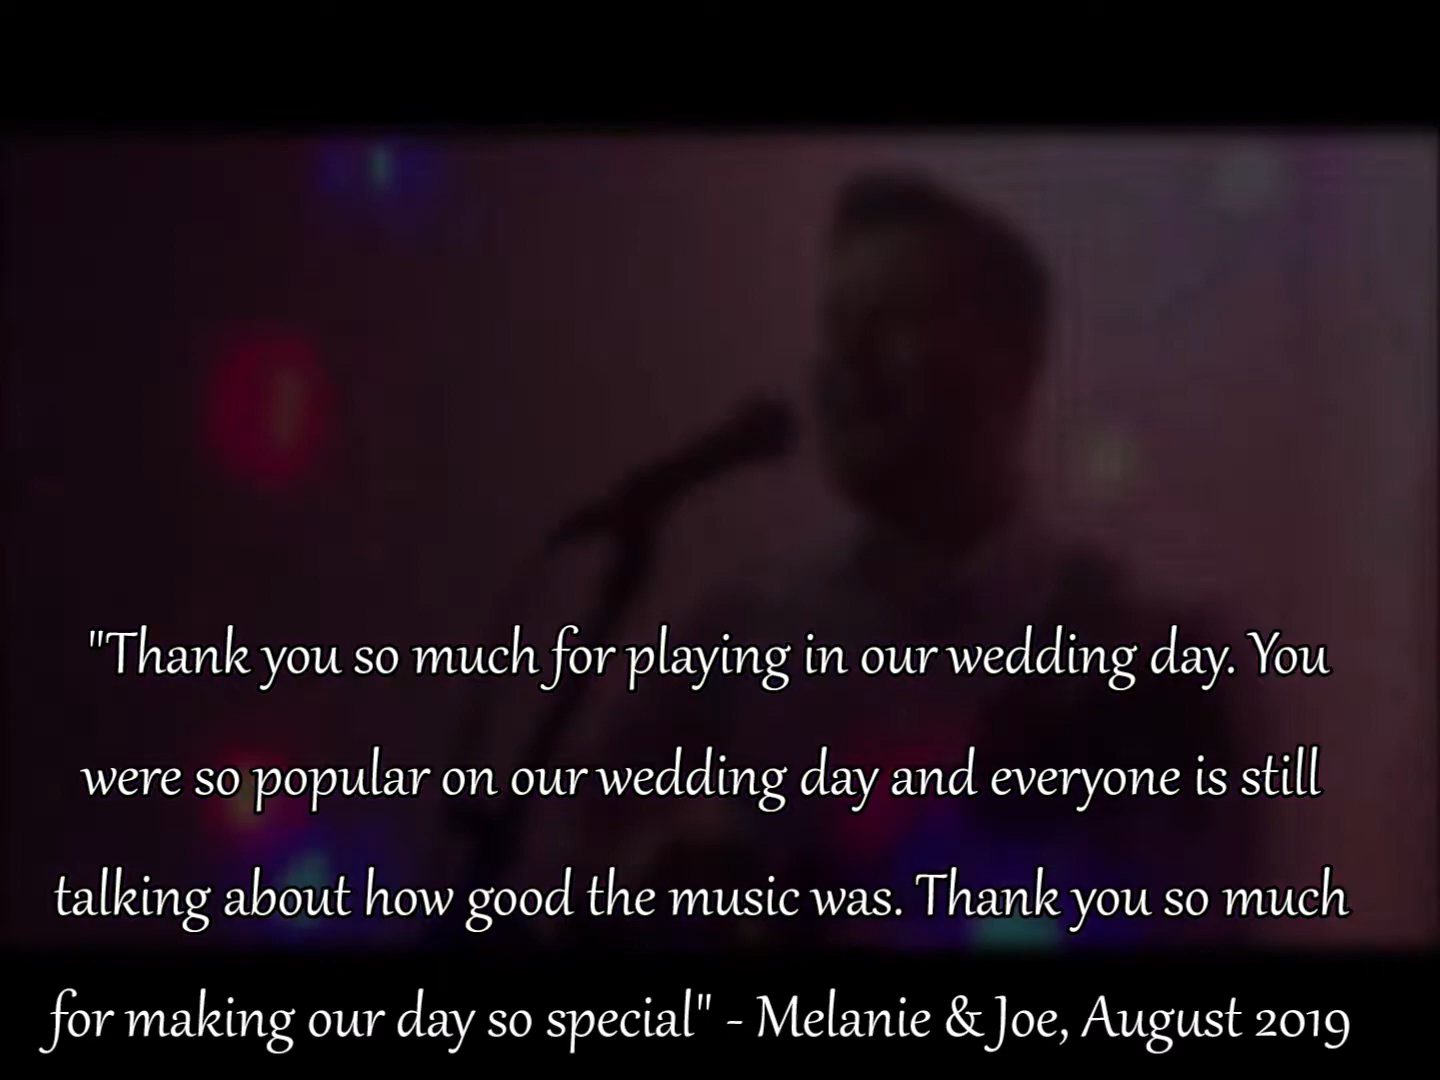 "Thank you so much for playing in our wedding day. You
were so popular on our wedding day and everyone is still
talking about how good the music was. Thank you so much
for making our day so special" - Melanie & Joe, August 2019